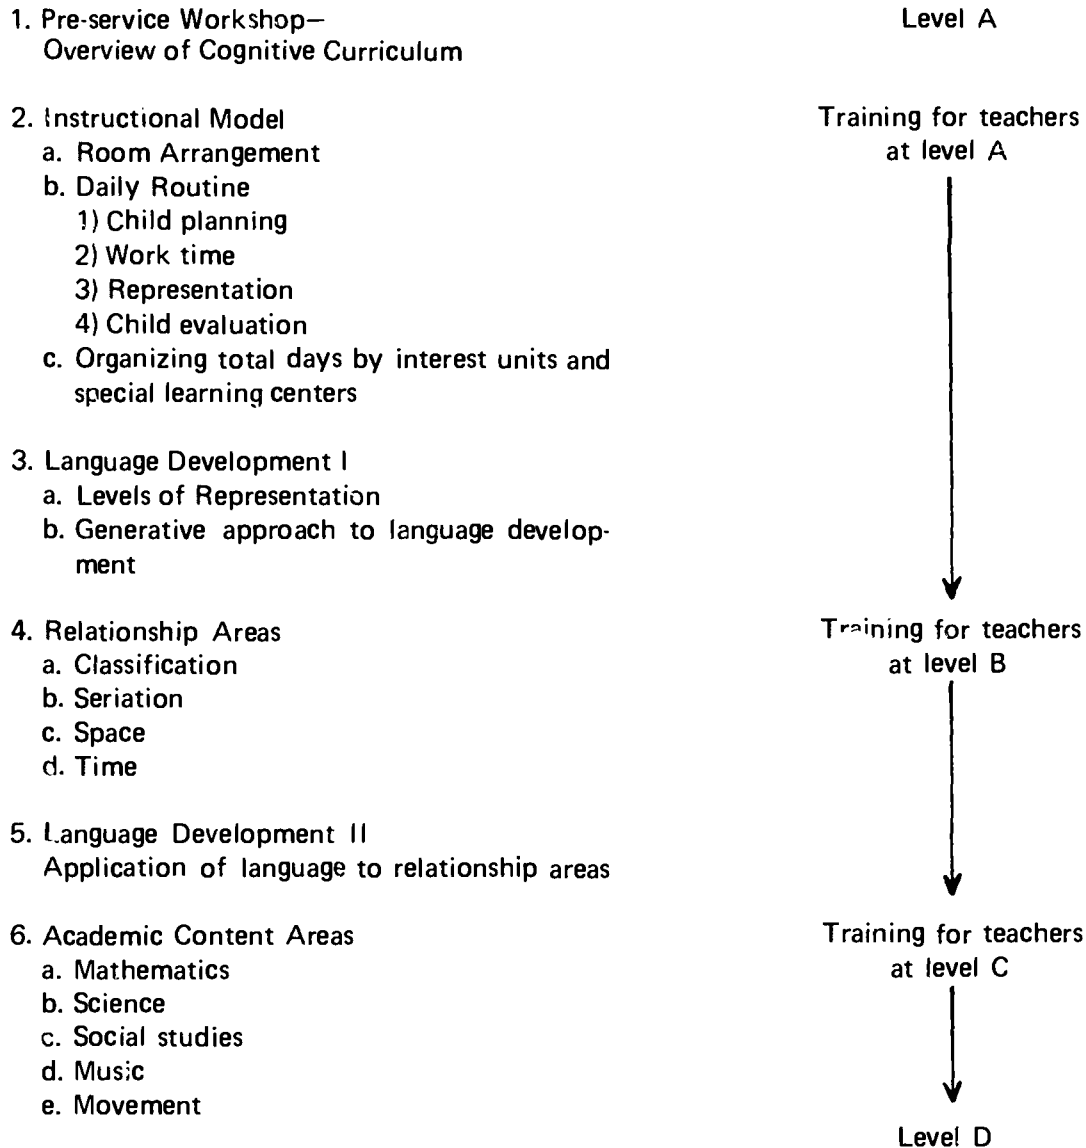 1. Pre-service Workshop—
Overview of Cognitive Curriculum
Level A
2. Instructional Model
a. Room Arrangement
b. Daily Routine
1) Child planning
2) Work time
3) Representation
4) Child evaluation
c. Organizing total days by interest units and
special learning centers
Training for teachers
at level A
3. Language Development I
a. Levels of Representation
b. Generative approach to language develop-
ment
4. Relationship Areas
a. Classification
b. Seriation
c. Space
d. Time
Training for teachers
at level B
5. Language Development II
Application of language to relationship areas
6. Academic Content Areas
a. Mathematics
b. Science
c. Social studies
d. Music
e. Movement
Training for teachers
at level C
Level D